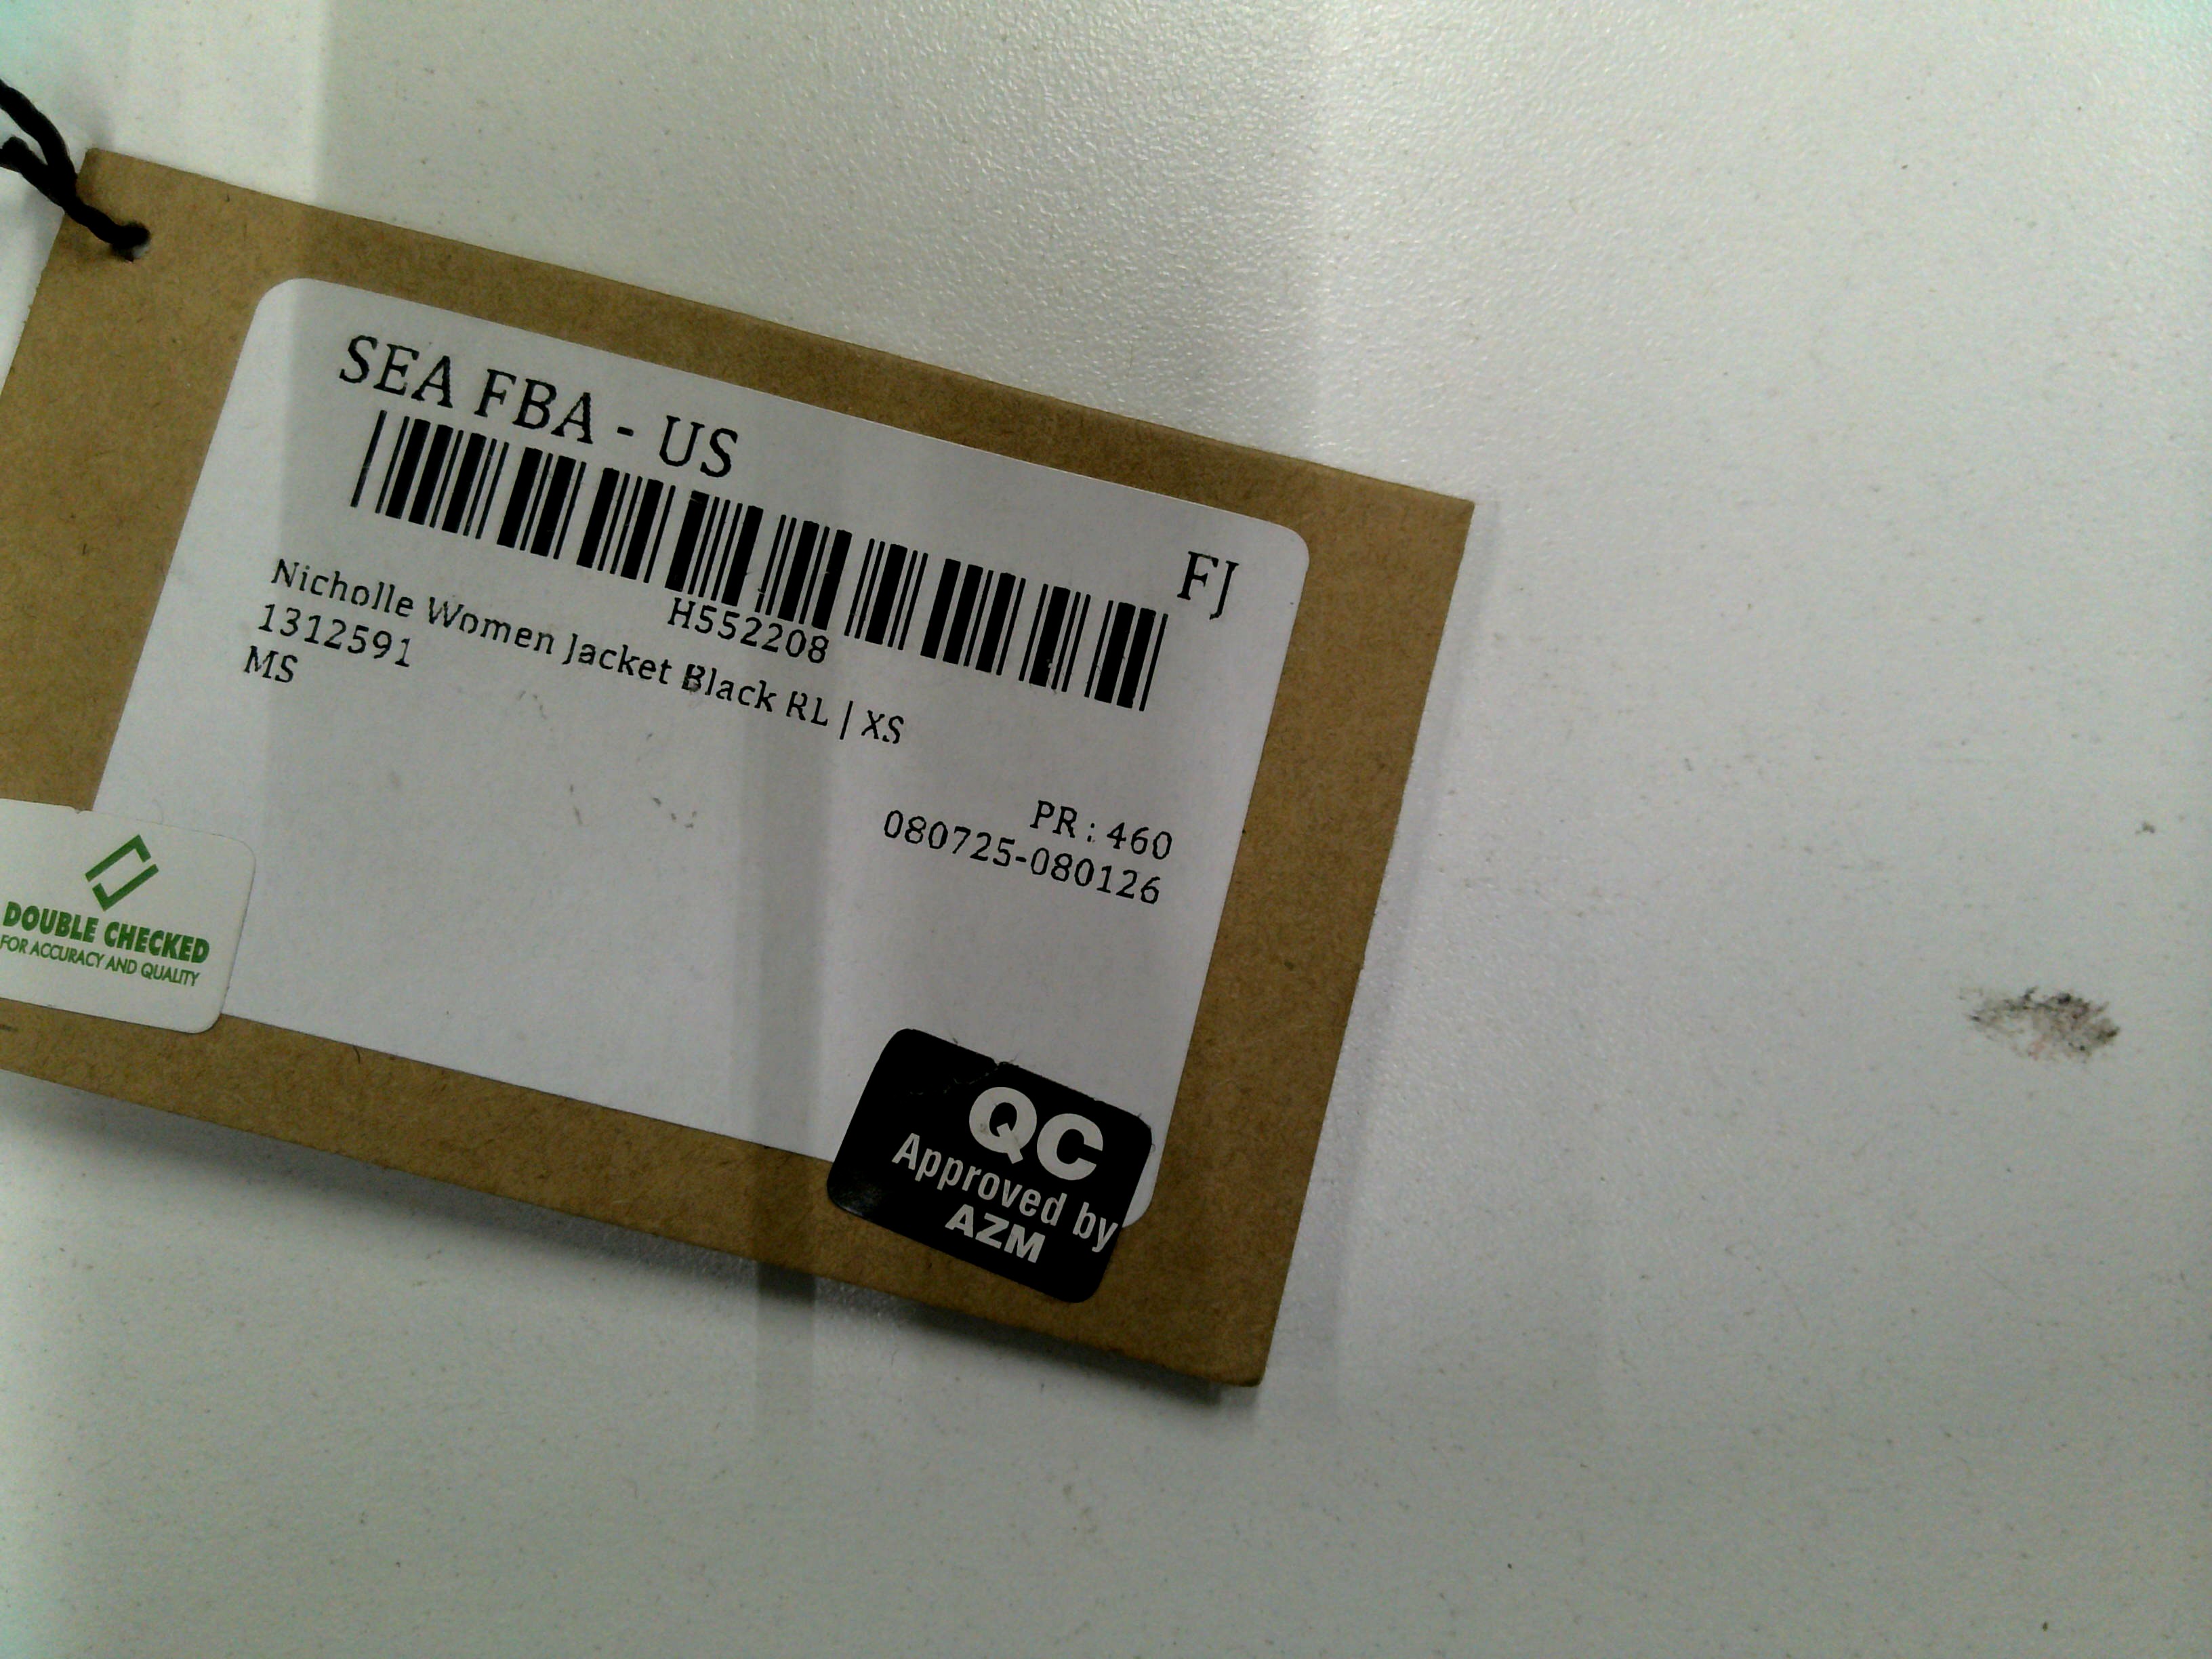 SEA FBA - US
FJ
H552208
Nicholle Women Jacket Black RL | XS
1312591
MS
PR : 460
080725-080126
DOUBLE CHECKED
FOR ACCURACY AND QUALITY
QC
Approved by
AZM